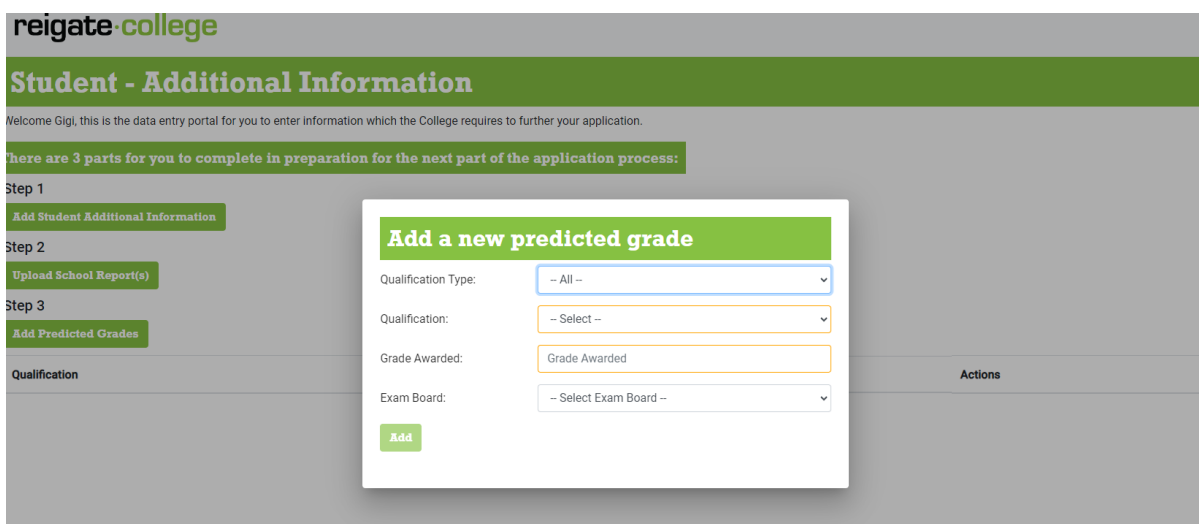 reigate·college
Student - Additional Information
Welcome Gigi, this is the data entry portal for you to enter information which the College requires to further your application.
There are 3 parts for you to complete in preparation for the next part of the application process:
Step 1
Add Student Additional Information
Step 2
Upload School Report(s)
Step 3
Add Predicted Grades
Qualification
Actions
Add a new predicted grade
Qualification Type:
-- All --
Qualification:
-- Select --
Grade Awarded:
Grade Awarded
Exam Board:
-- Select Exam Board --
Add